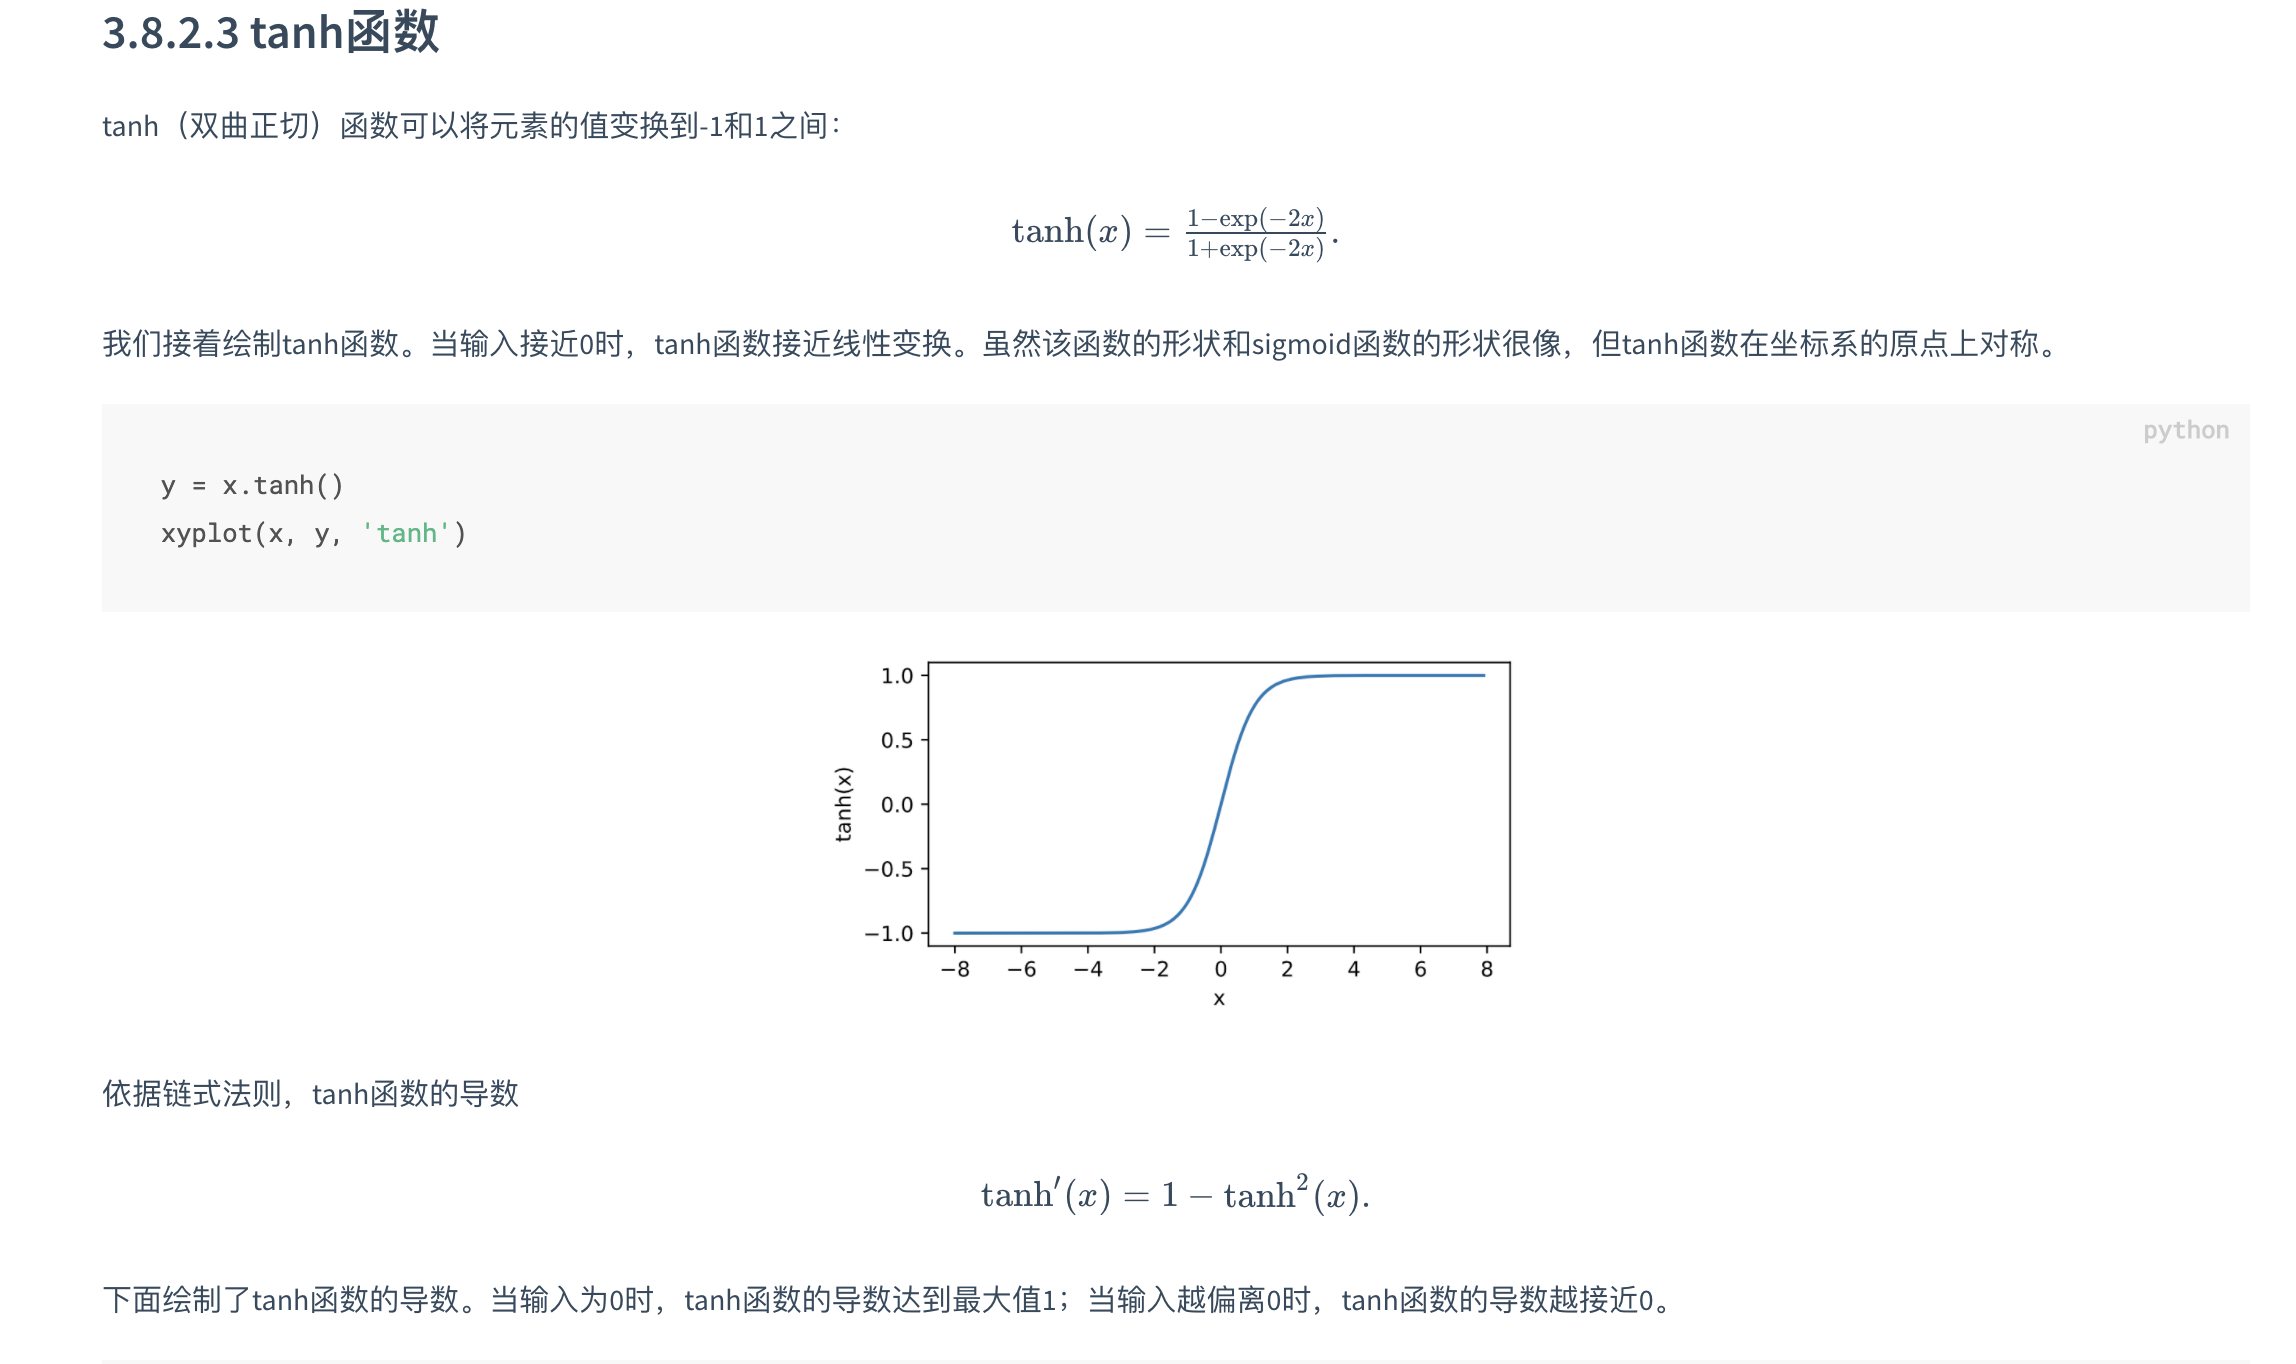 3.8.2.3 tanh函数
tanh（双曲正切）函数可以将元素的值变换到-1和1之间：
tanh(x) = \frac{1−exp(−2x)}{1+exp(−2x)}.
我们接着绘制tanh函数。当输入接近0时，tanh函数接近线性变换。虽然该函数的形状和sigmoid函数的形状很像，但tanh函数在坐标系的原点上对称。
python
y = x.tanh()
xyplot(x, y, 'tanh')
1.0
0.5
0.0
−0.5
−1.0
tanh(x)
−8 −6 −4 −2 0 2 4 6 8
x
依据链式法则，tanh函数的导数
tanh′(x) = 1 − tanh²(x).
下面绘制了tanh函数的导数。当输入为0时，tanh函数的导数达到最大值1；当输入越偏离0时，tanh函数的导数越接近0。